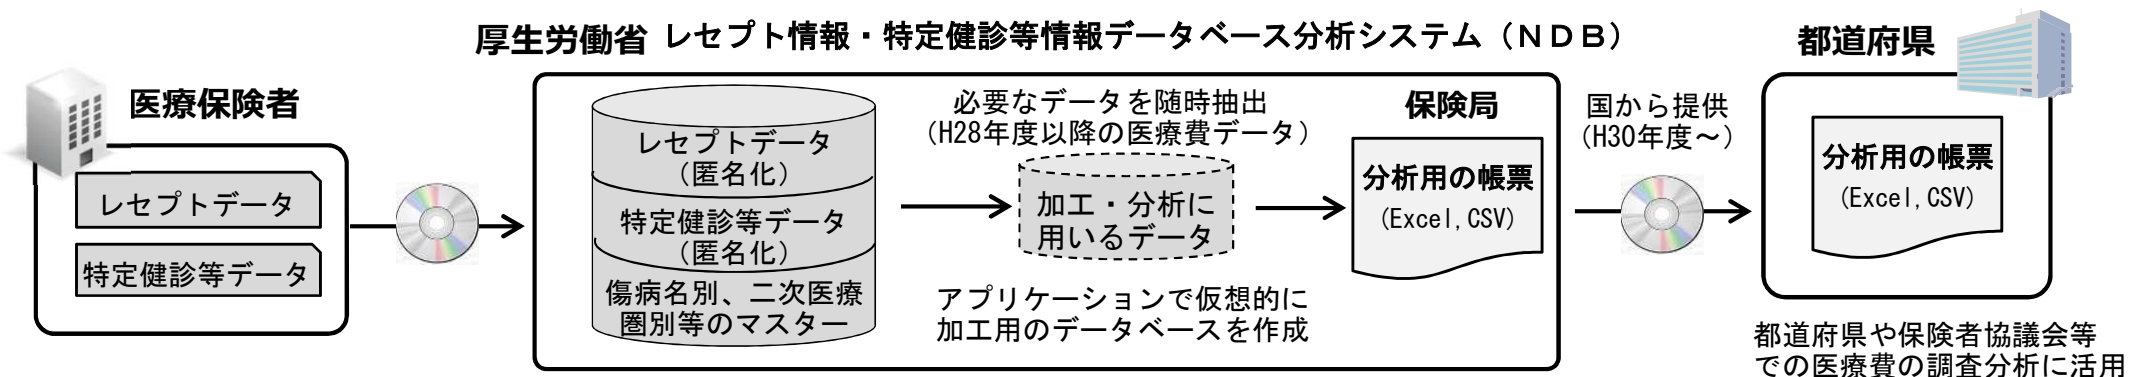 厚生労働省 レセプト情報・特定健診等情報データベース分析システム(NDB)
医療保険者
レセプトデータ
特定健診等データ
レセプトデータ
(匿名化)
特定健診等データ
(匿名化)
傷病名別、二次医療
圏別等のマスター
必要なデータを随時抽出
(H28年度以降の医療費データ)
加工・分析に
用いるデータ
アプリケーションで仮想的に
加工用のデータベースを作成
保険局
分析用の帳票
(Excel,CSV)
国から提供
(H30年度~)
都道府県
分析用の帳票
(Excel,CSV)
都道府県や保険者協議会等
での医療費の調査分析に活用